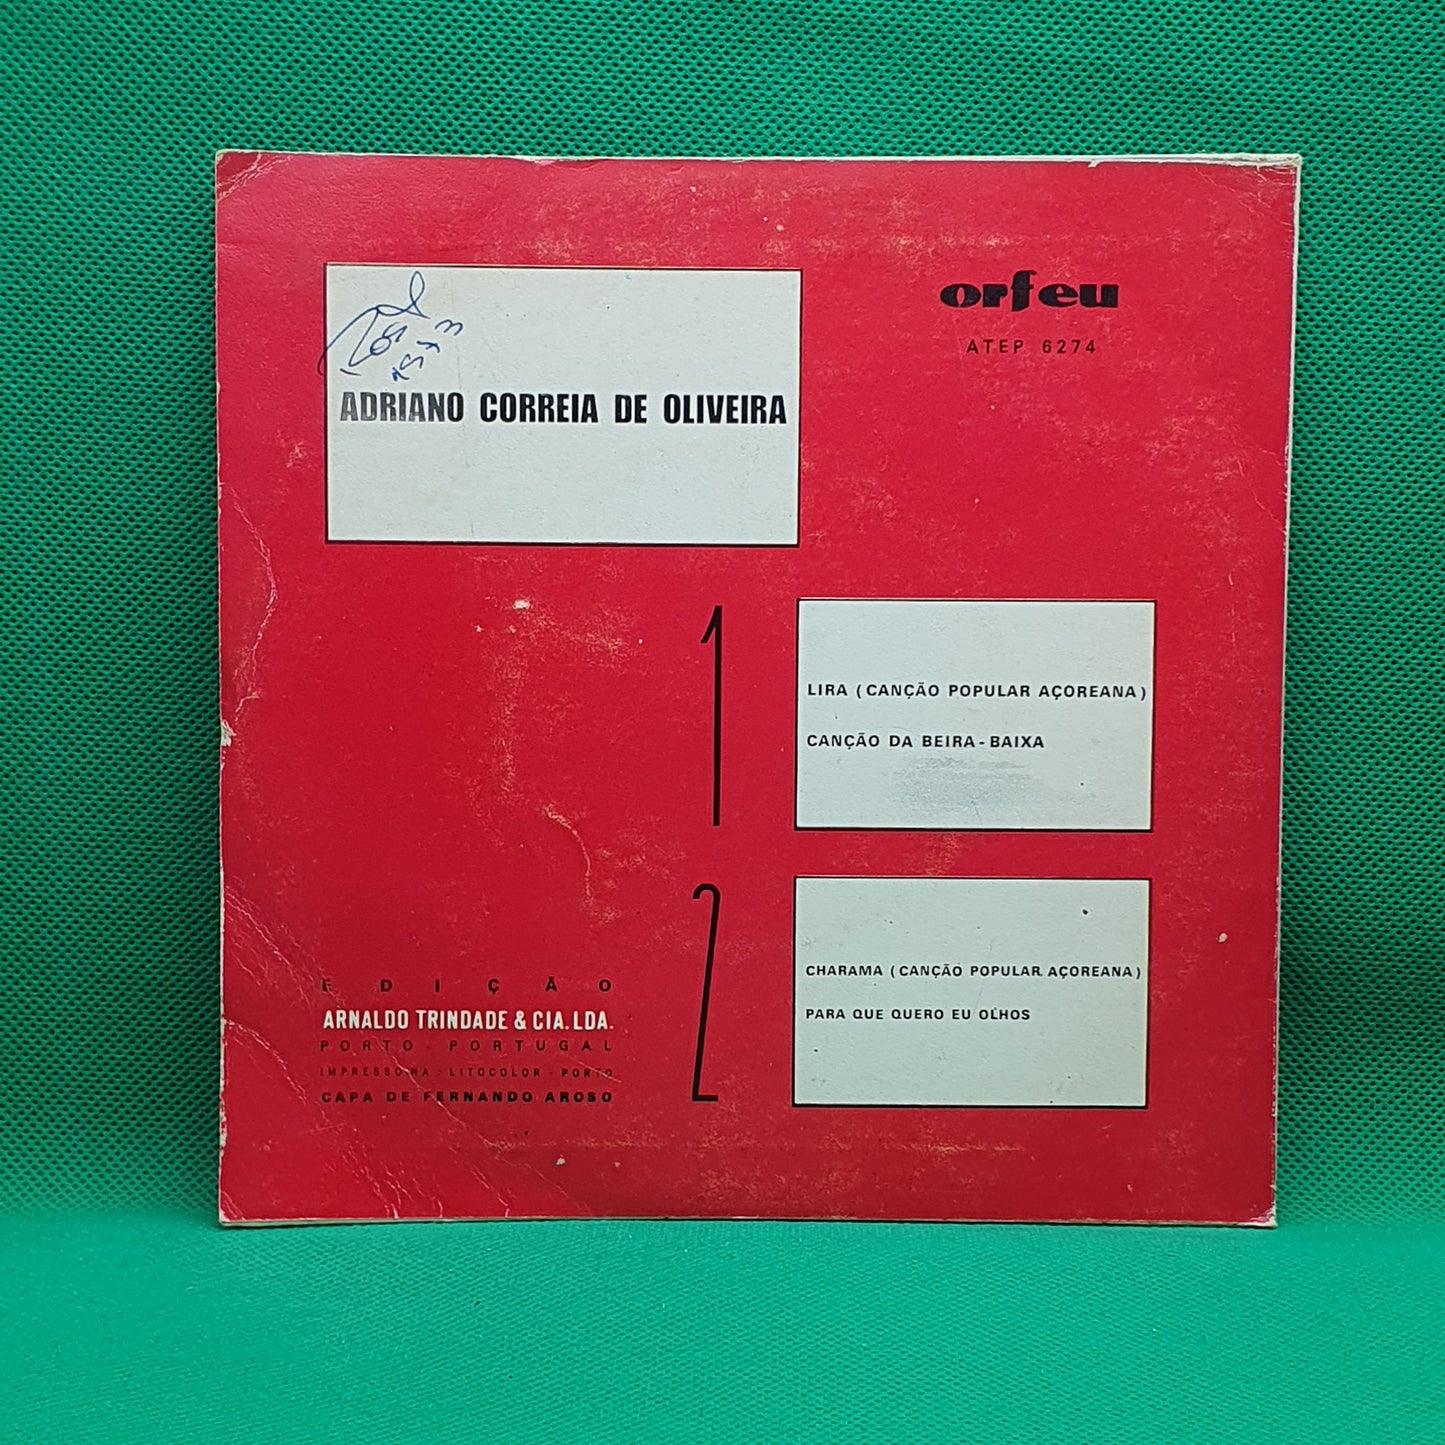 orfeu
ATEP 6274
ADRIANO CORREIA DE OLIVEIRA
1
LIRA (CANÇÃO POPULAR AÇOREANA)
CANÇÃO DA BEIRA-BAIXA
2
CHARAMA (CANÇÃO POPULAR AÇOREANA)
PARA QUE QUERO EU OLHOS
EDIÇÃO
ARNALDO TRINDADE & CIA. LDA.
PORTO - PORTUGAL
IMPRESSO NA: LITOCOLOR - PORTO
CAPA DE FERNANDO AROSO